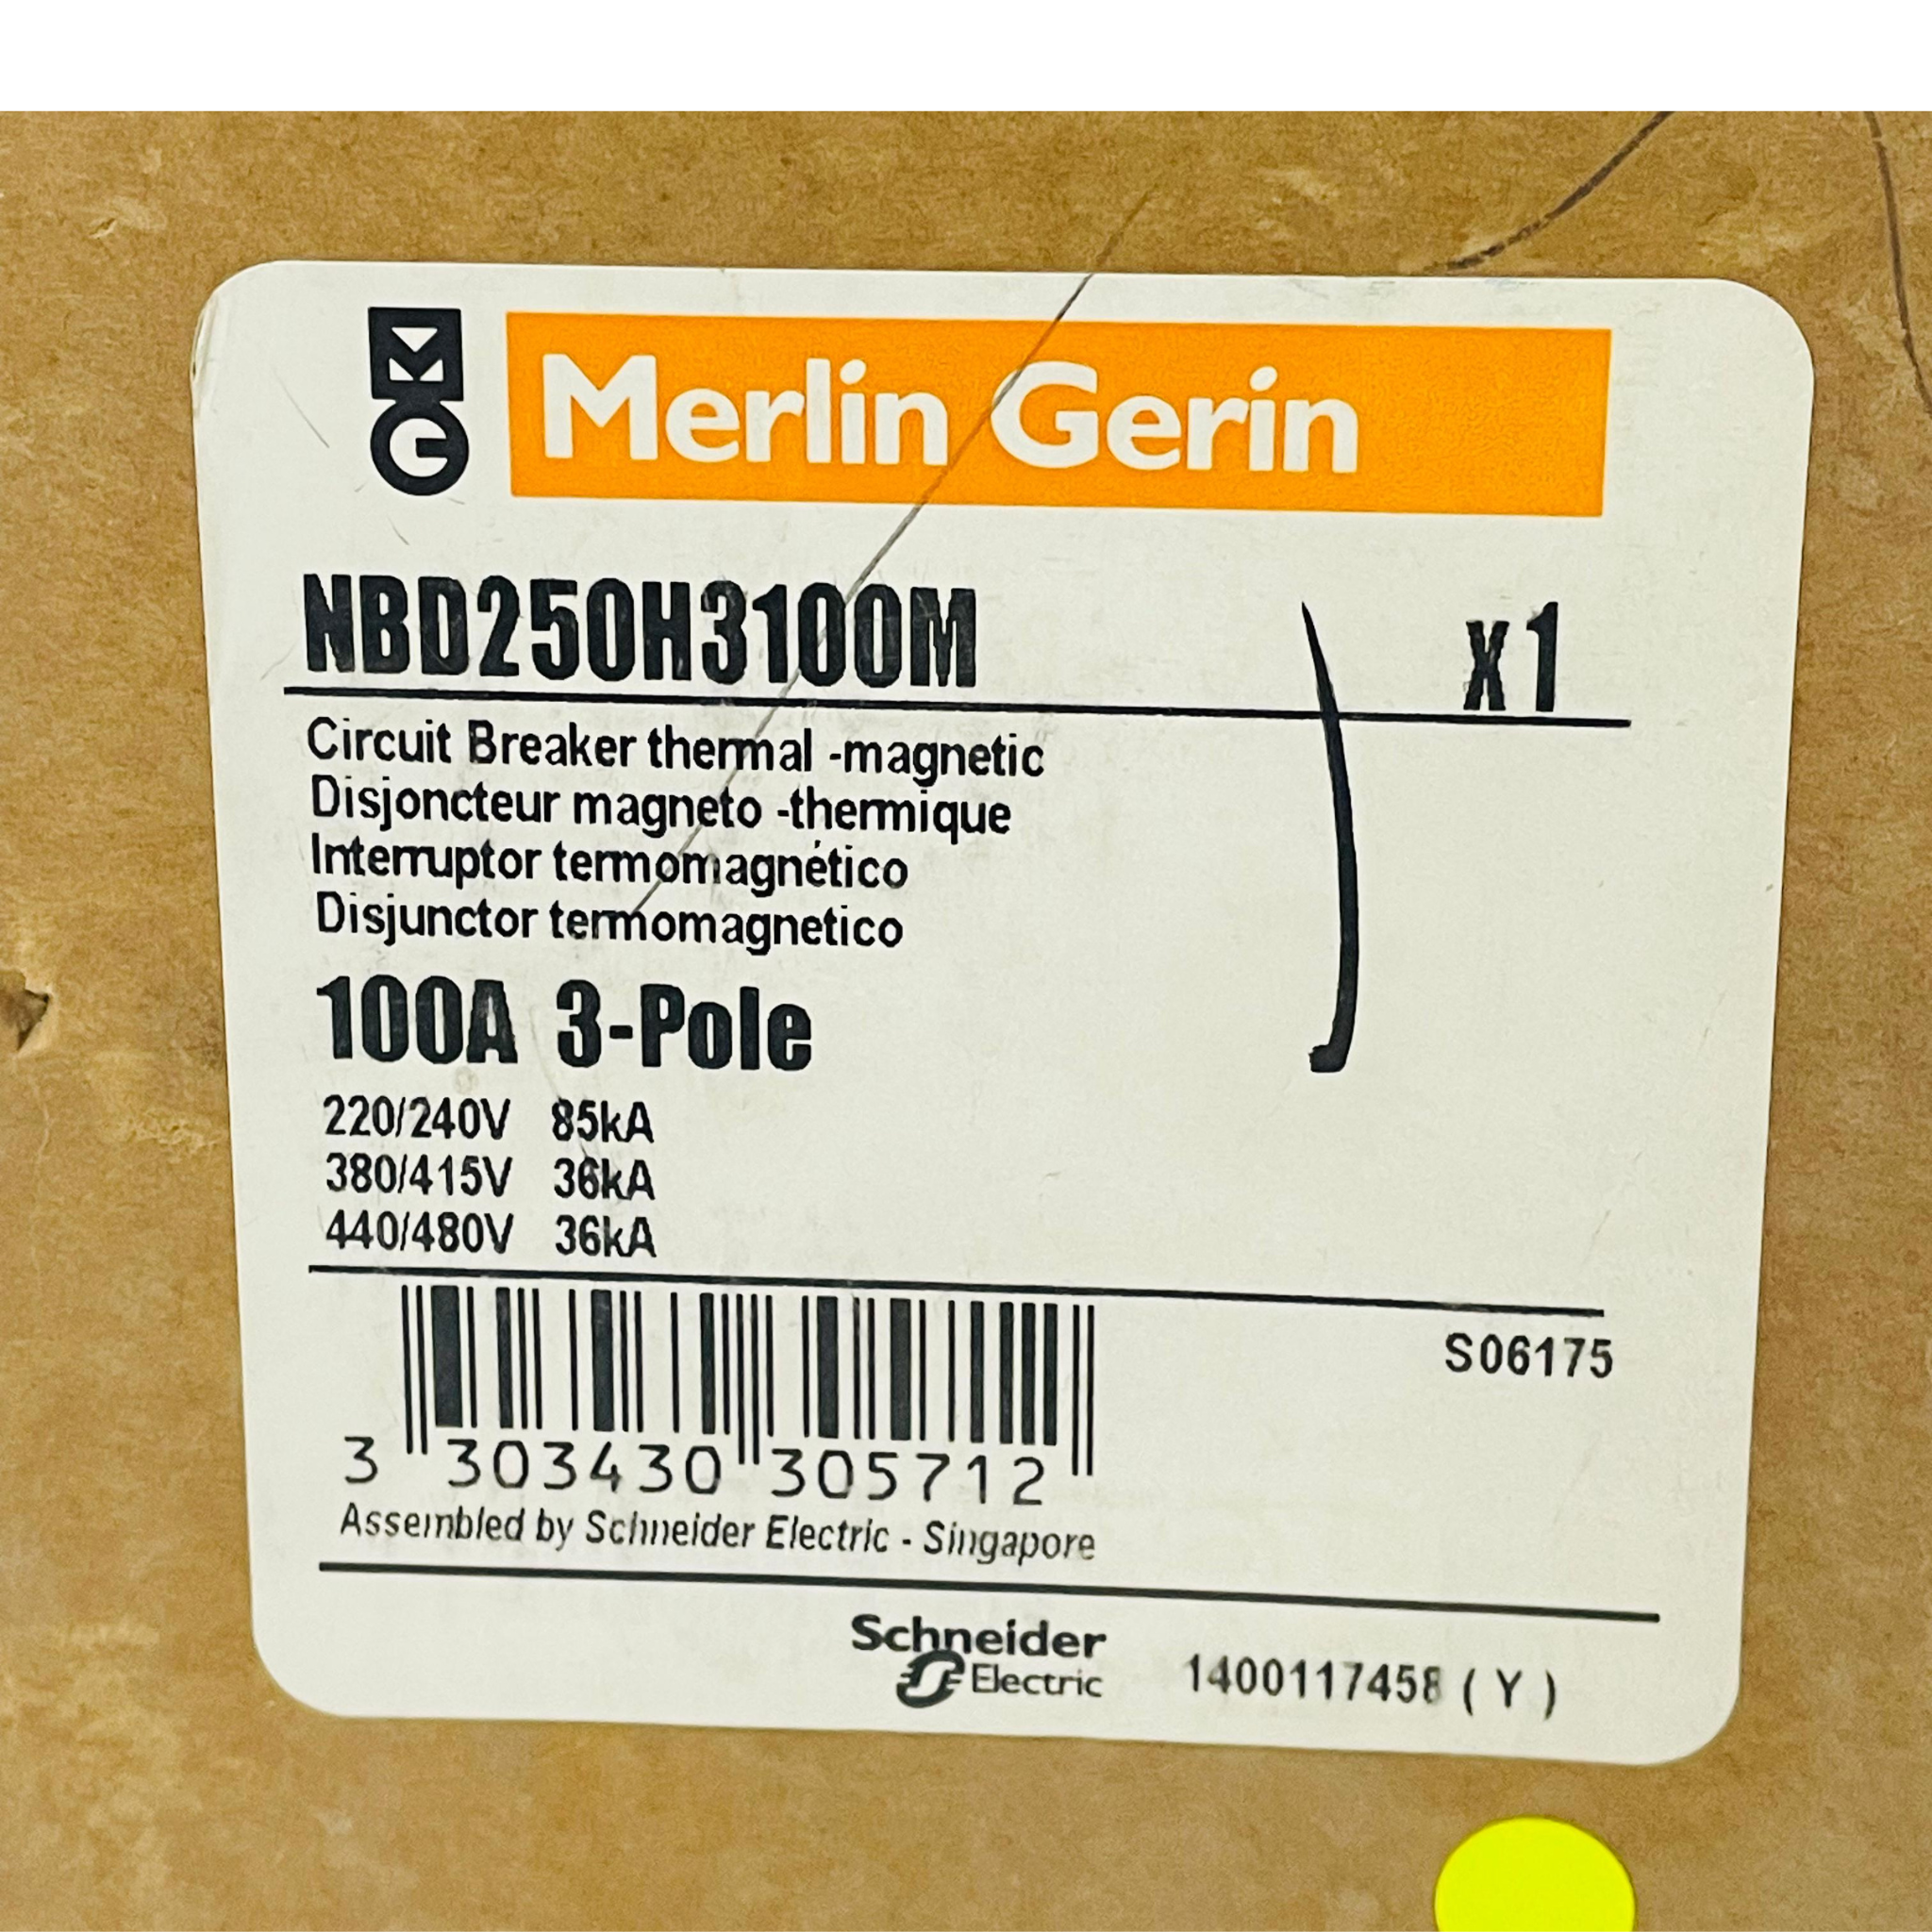 MG Merlin Gerin
NBD250H3100M x1
Circuit Breaker thermal -magnetic
Disjoncteur magneto -thermique
Interruptor termomagnético
Disjunctor termomagnetico
100A 3-Pole
220/240V 85kA
380/415V 36kA
440/480V 36kA
S06175
3 303430 305712
Assembled by Schneider Electric - Singapore
Schneider
Electric 1400117458 ( Y )